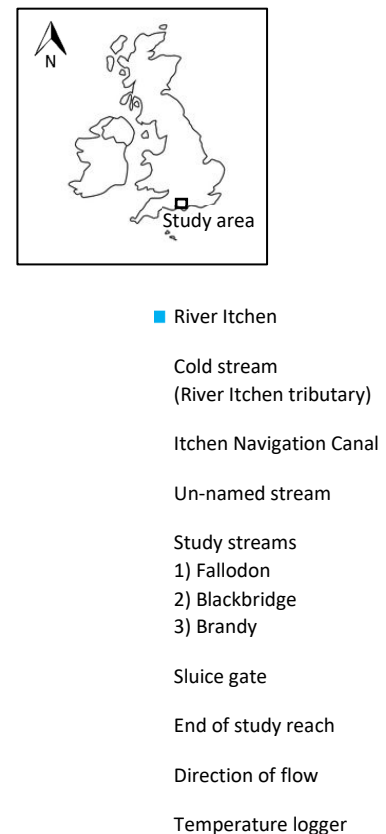 N
Study area
River Itchen
Cold stream
(River Itchen tributary)
Itchen Navigation Canal
Un-named stream
Study streams
1) Fallodon
2) Blackbridge
3) Brandy
Sluice gate
End of study reach
Direction of flow
Temperature logger